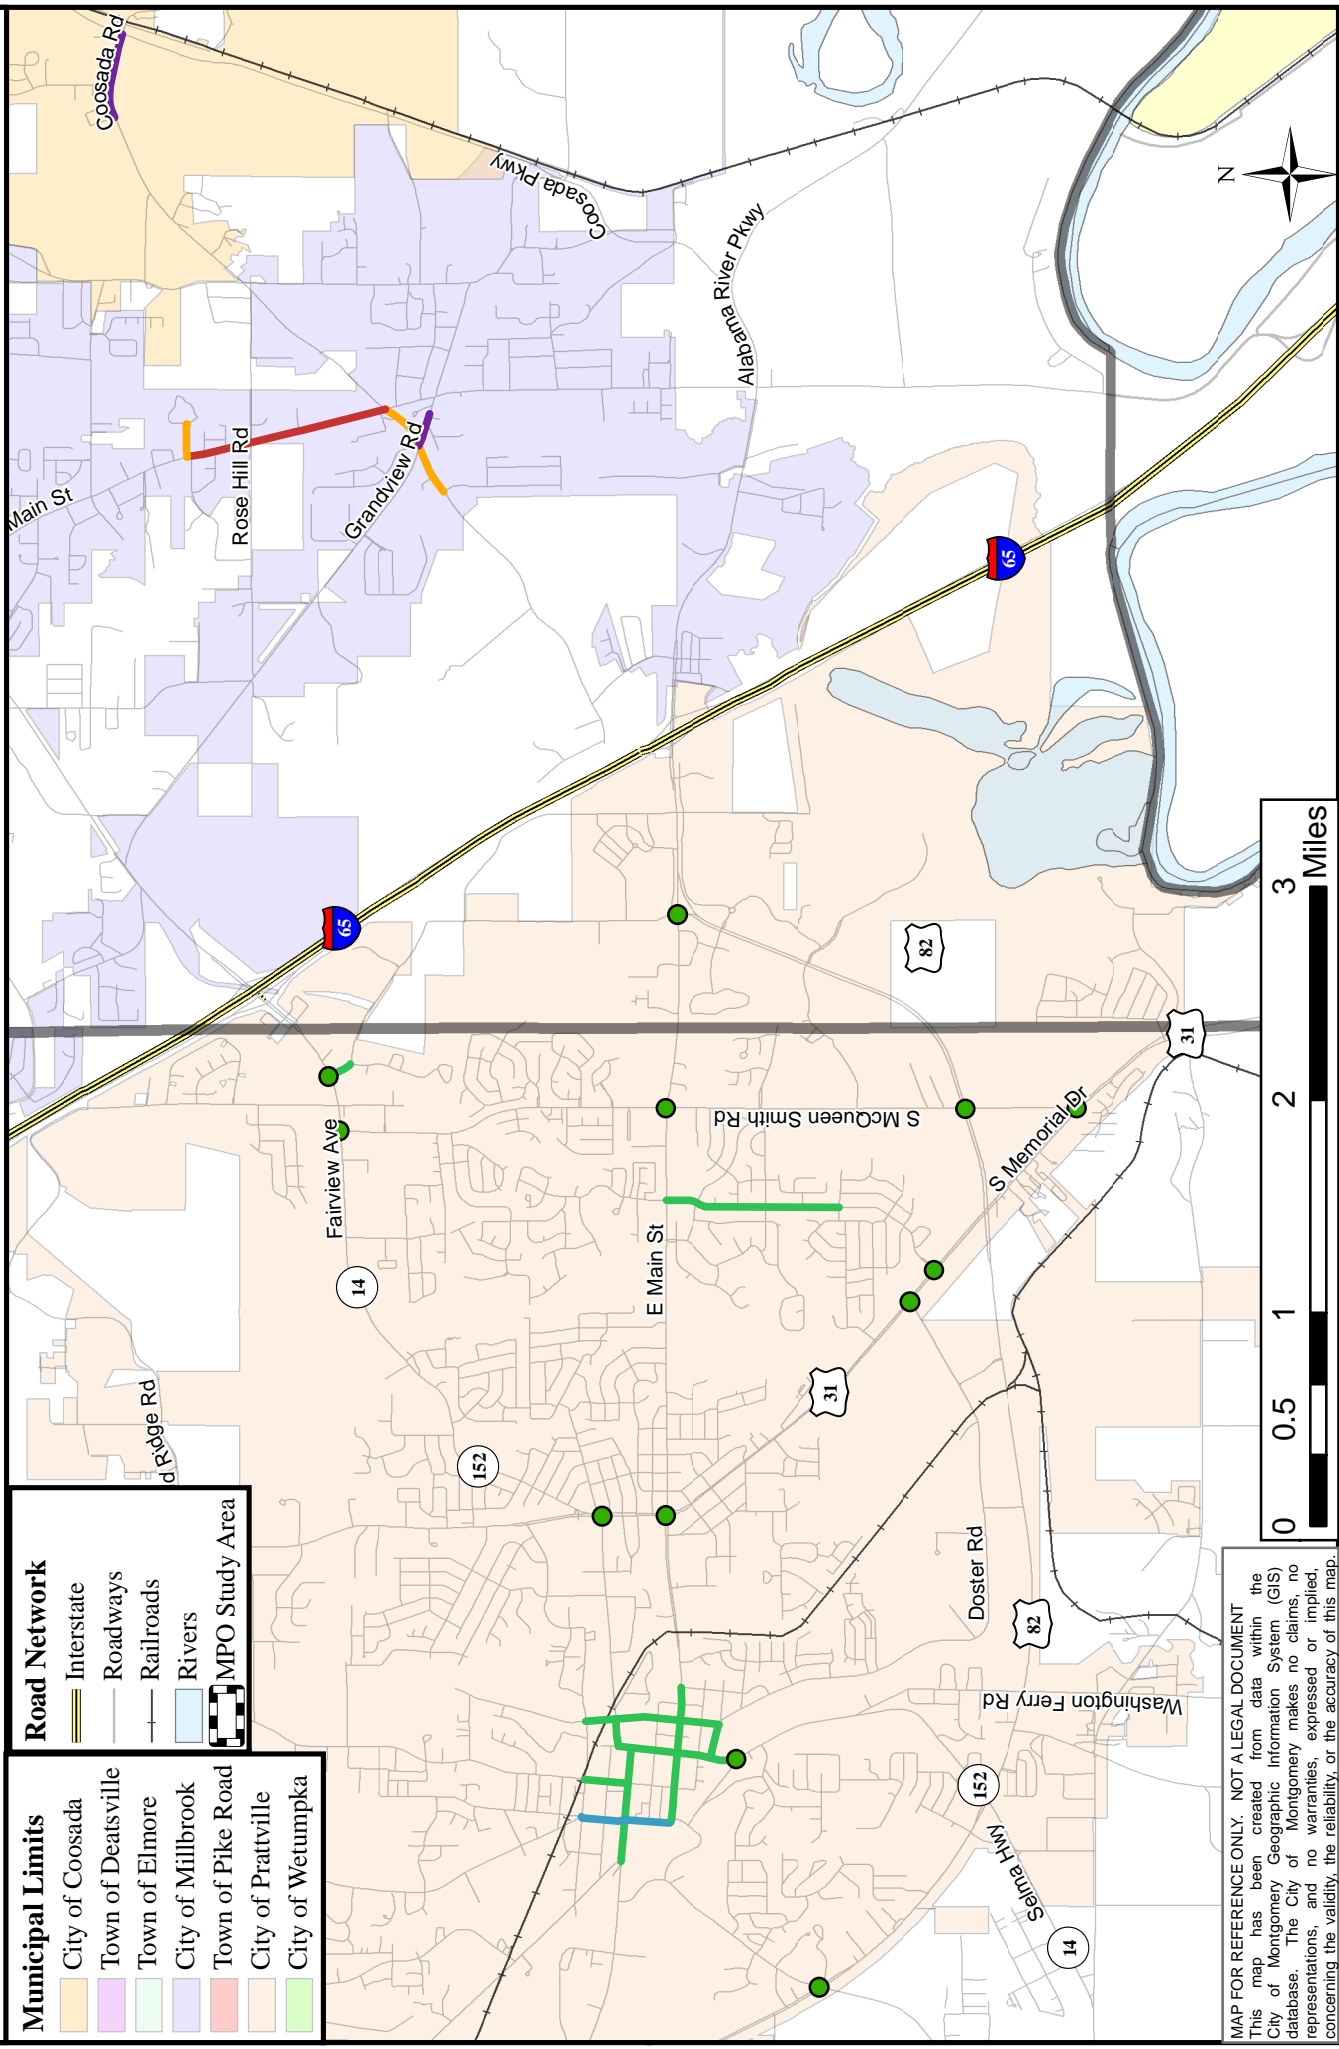 Municipal Limits
City of Coosada
Town of Deatsville
Town of Elmore
City of Millbrook
Town of Pike Road
City of Prattville
City of Wetumpka
Road Network
Interstate
Roadways
Railroads
Rivers
MPO Study Area
d Ridge Rd
Fairview Ave
14
152
E Main St
31
S McQueen Smith Rd
S Memorial Dr
31
82
65
65
Main St
Rose Hill Rd
Grandview Rd
Coosada Rd
Coosada Pkwy
Alabama River Pkwy
N
Doster Rd
82
Washington Ferry Rd
152
Selma Hwy
14
0 0.5 1 2 3
Miles
MAP FOR REFERENCE ONLY. NOT A LEGAL DOCUMENT
This map has been created from data within the
City of Montgomery Geographic Information System (GIS)
database. The City of Montgomery makes no claims, no
representations, and no warranties, expressed or implied,
concerning the validity, the reliability, or the accuracy of this map.